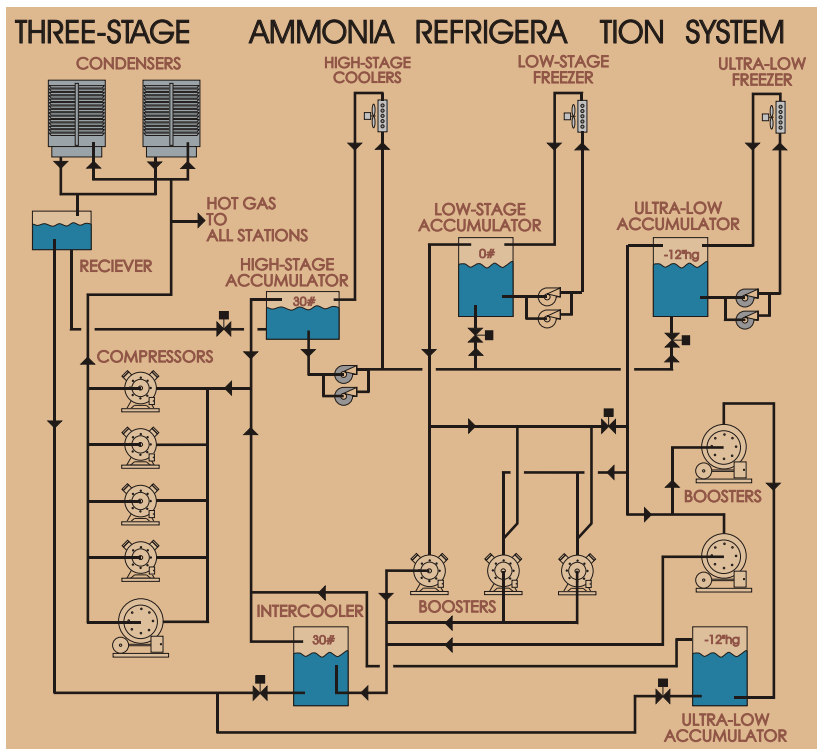 THREE-STAGE AMMONIA REFRIGERA TION SYSTEM
CONDENSERS
HIGH-STAGE
COOLERS
LOW-STAGE
FREEZER
ULTRA-LOW
FREEZER
HOT GAS
TO
ALL STATIONS
LOW-STAGE
ACCUMULATOR
0#
ULTRA-LOW
ACCUMULATOR
-12"hg
RECIEVER
HIGH-STAGE
ACCUMULATOR
30#
COMPRESSORS
BOOSTERS
INTERCOOLER
30#
BOOSTERS
-12"hg
ULTRA-LOW
ACCUMULATOR